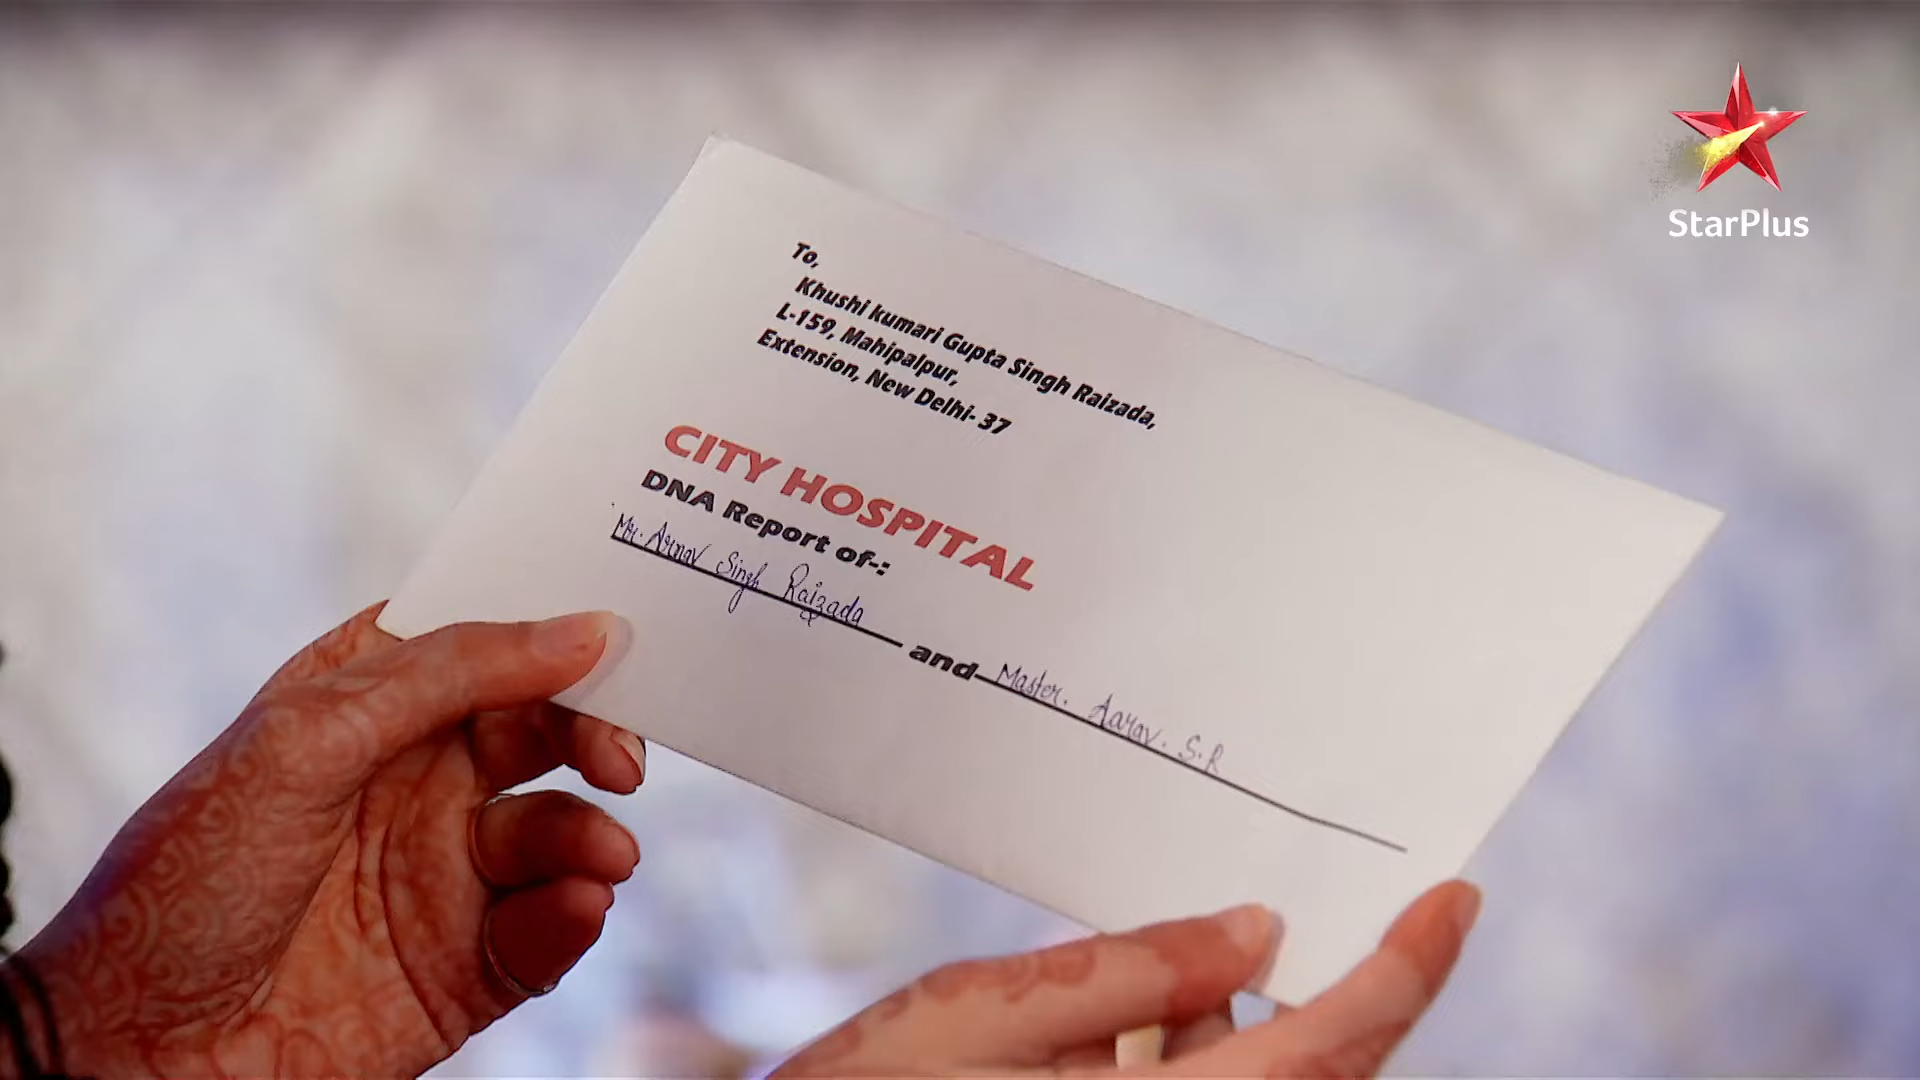 StarPlus
To,
Khushi kumari Gupta Singh Raizada,
L-159, Mahipalpur,
Extension, New Delhi- 37
CITY HOSPITAL
DNA Report of-:
Mr. Arnav Singh Raizada and Master. Aarav. S.R